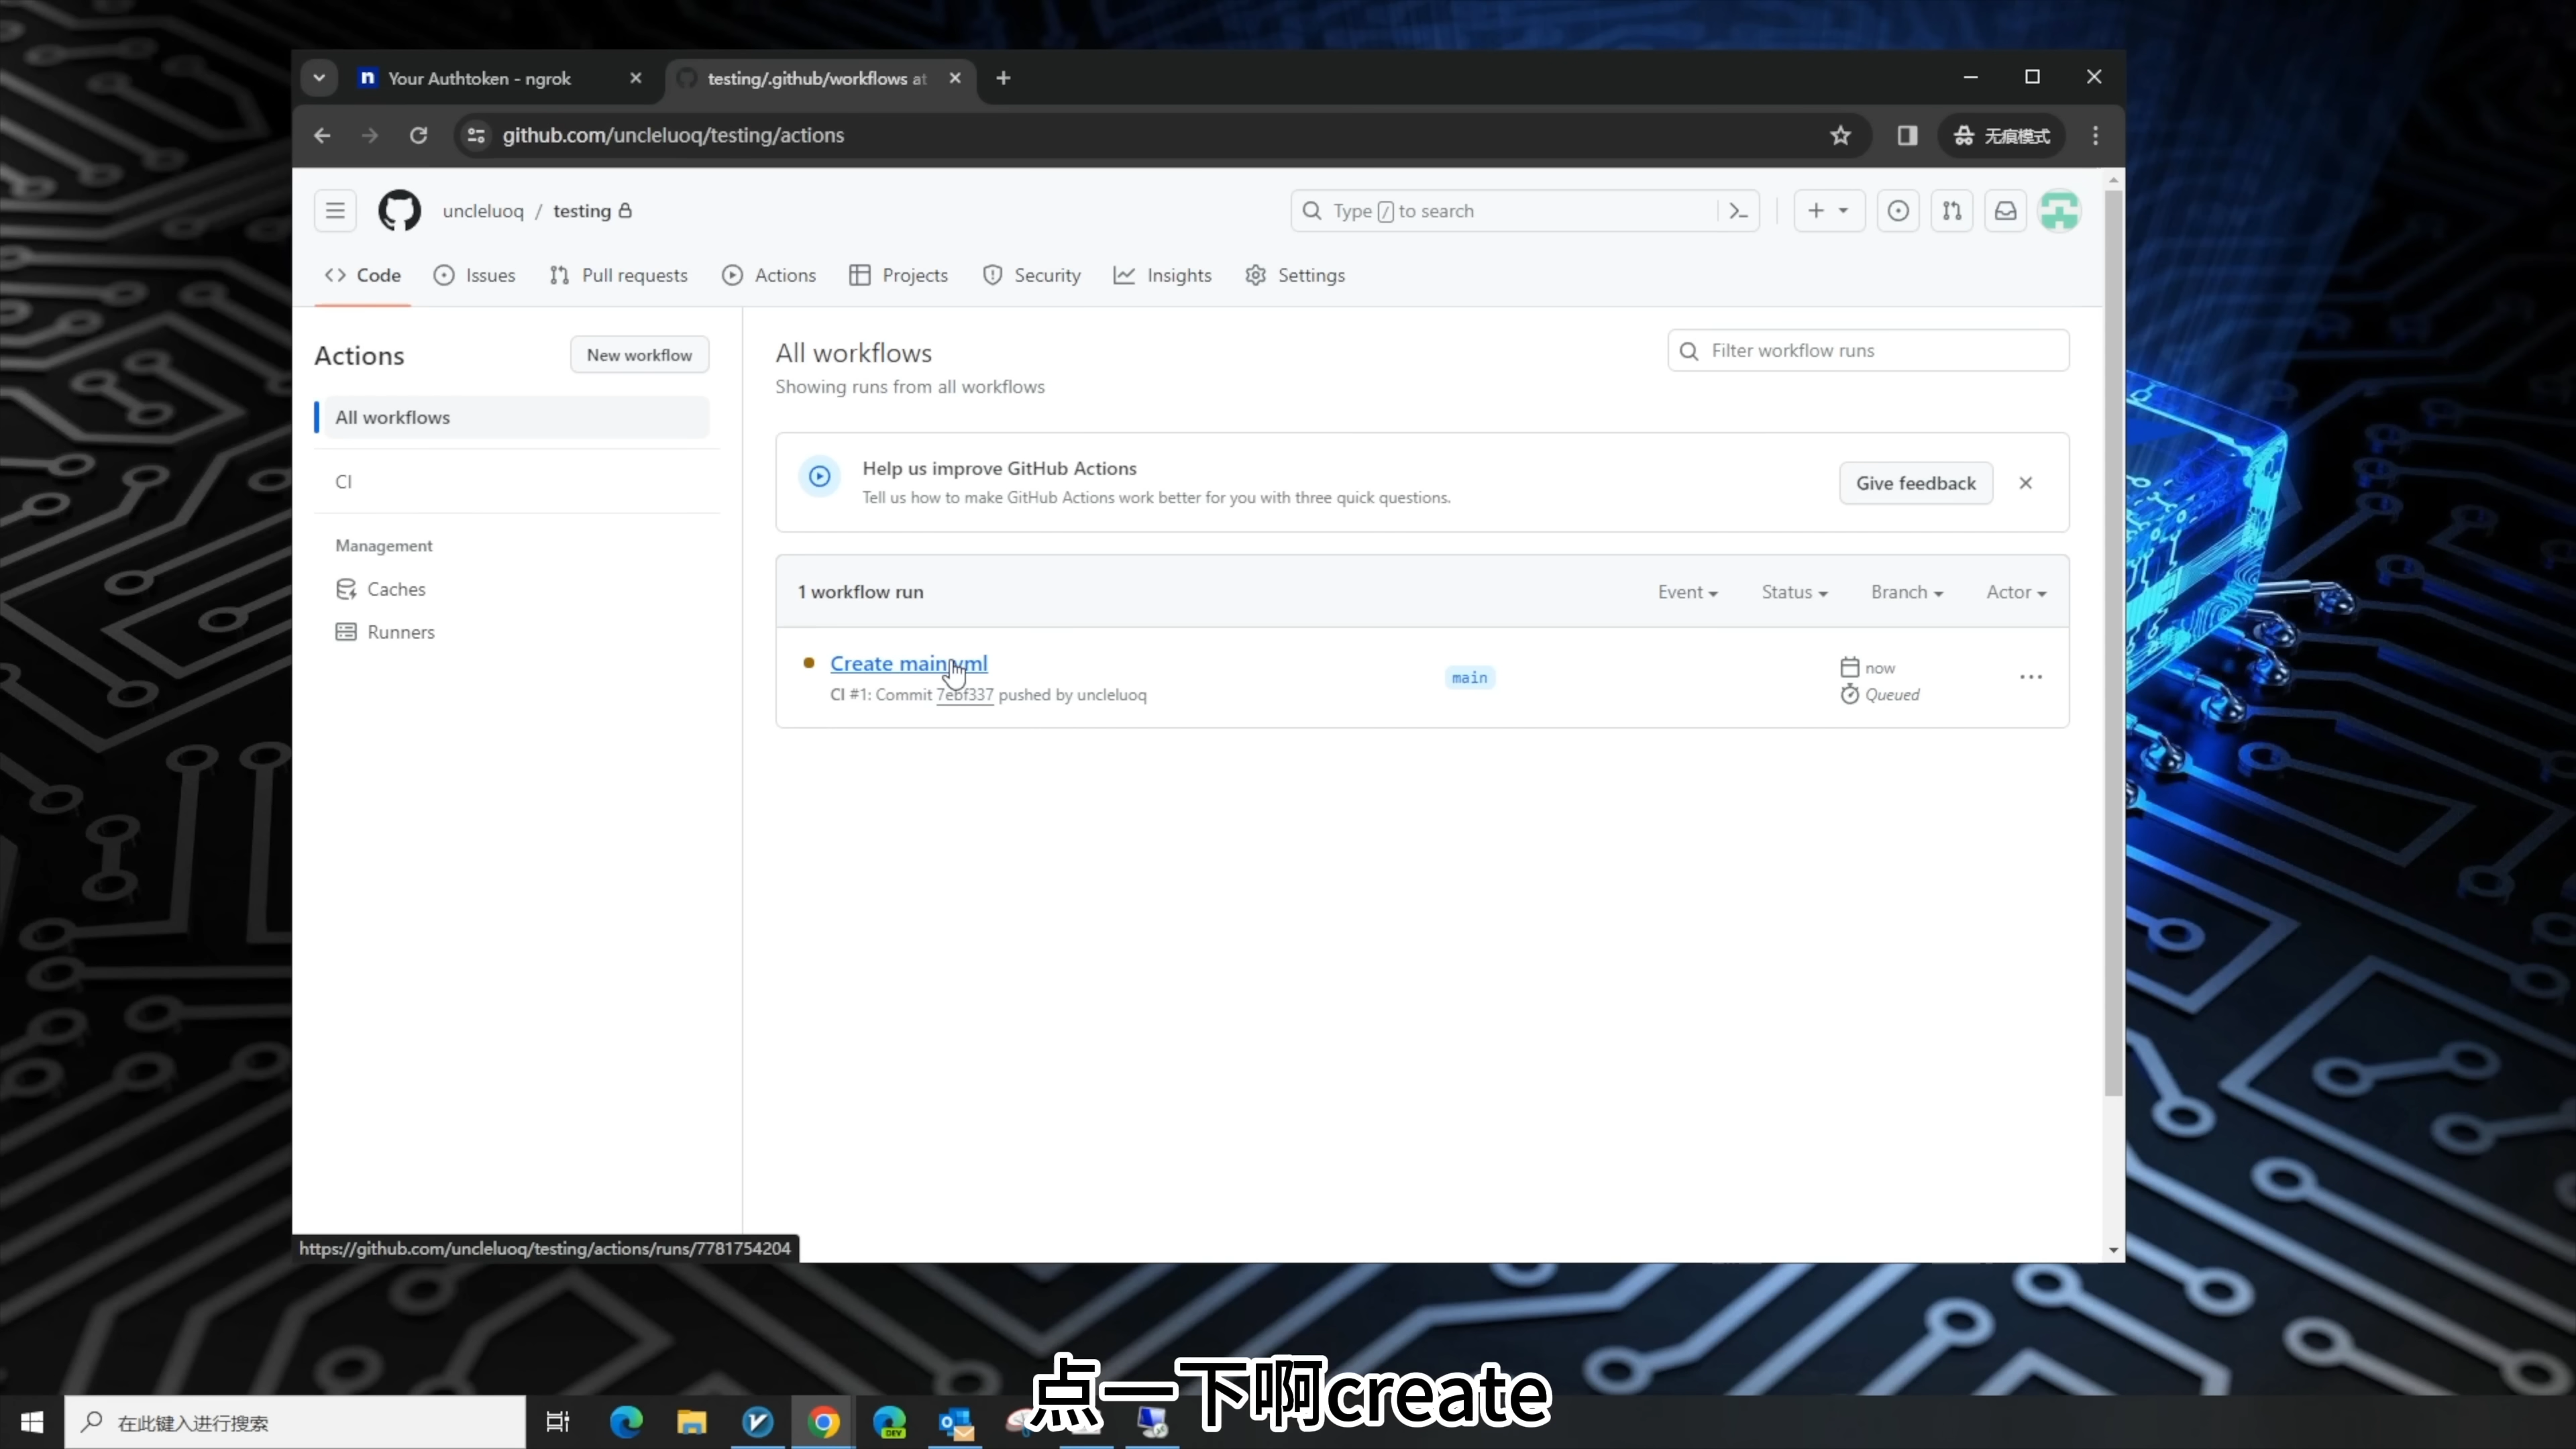 Your Authtoken - ngrok
testing/.github/workflows at
github.com/uncleluoq/testing/actions
无痕模式
uncleluoq / testing
Type / to search
Code
Issues
Pull requests
Actions
Projects
Security
Insights
Settings
Actions
New workflow
All workflows
CI
Management
Caches
Runners
All workflows
Showing runs from all workflows
Filter workflow runs
Help us improve GitHub Actions
Tell us how to make GitHub Actions work better for you with three quick questions.
Give feedback
1 workflow run
Event
Status
Branch
Actor
Create main.yml
CI #1: Commit 7ebf337 pushed by uncleluoq
main
now
Queued
https://github.com/uncleluoq/testing/actions/runs/7781754204
点一下啊create
在此键入进行搜索
DEV